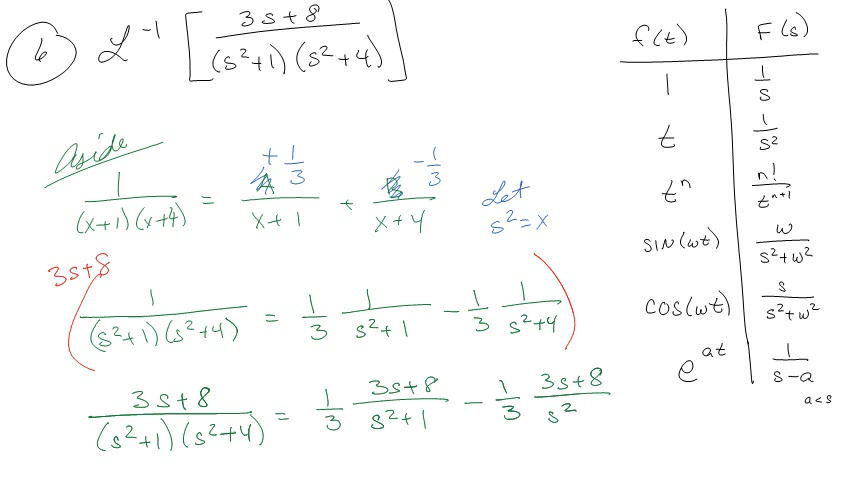 6 ℒ⁻¹ [ (3s+8) / ((s²+1)(s²+4)) ]
Aside
1 / ((x+1)(x+4)) = +1/3 A / (x+1) + -1/3 B / (x+4) Let s²=x
3s+8
( 1 / ((s²+1)(s²+4)) = 1/3 1/(s²+1) - 1/3 1/(s²+4) )
(3s+8) / ((s²+1)(s²+4)) = 1/3 (3s+8)/(s²+1) - 1/3 (3s+8)/s²
f(t) F(s)
1 1/s
t 1/s²
tⁿ n!/tⁿ⁺¹
SIN(ωt) ω/(s²+ω²)
COS(ωt) s/(s²+ω²)
e^{at} 1/(s-a)
a<s